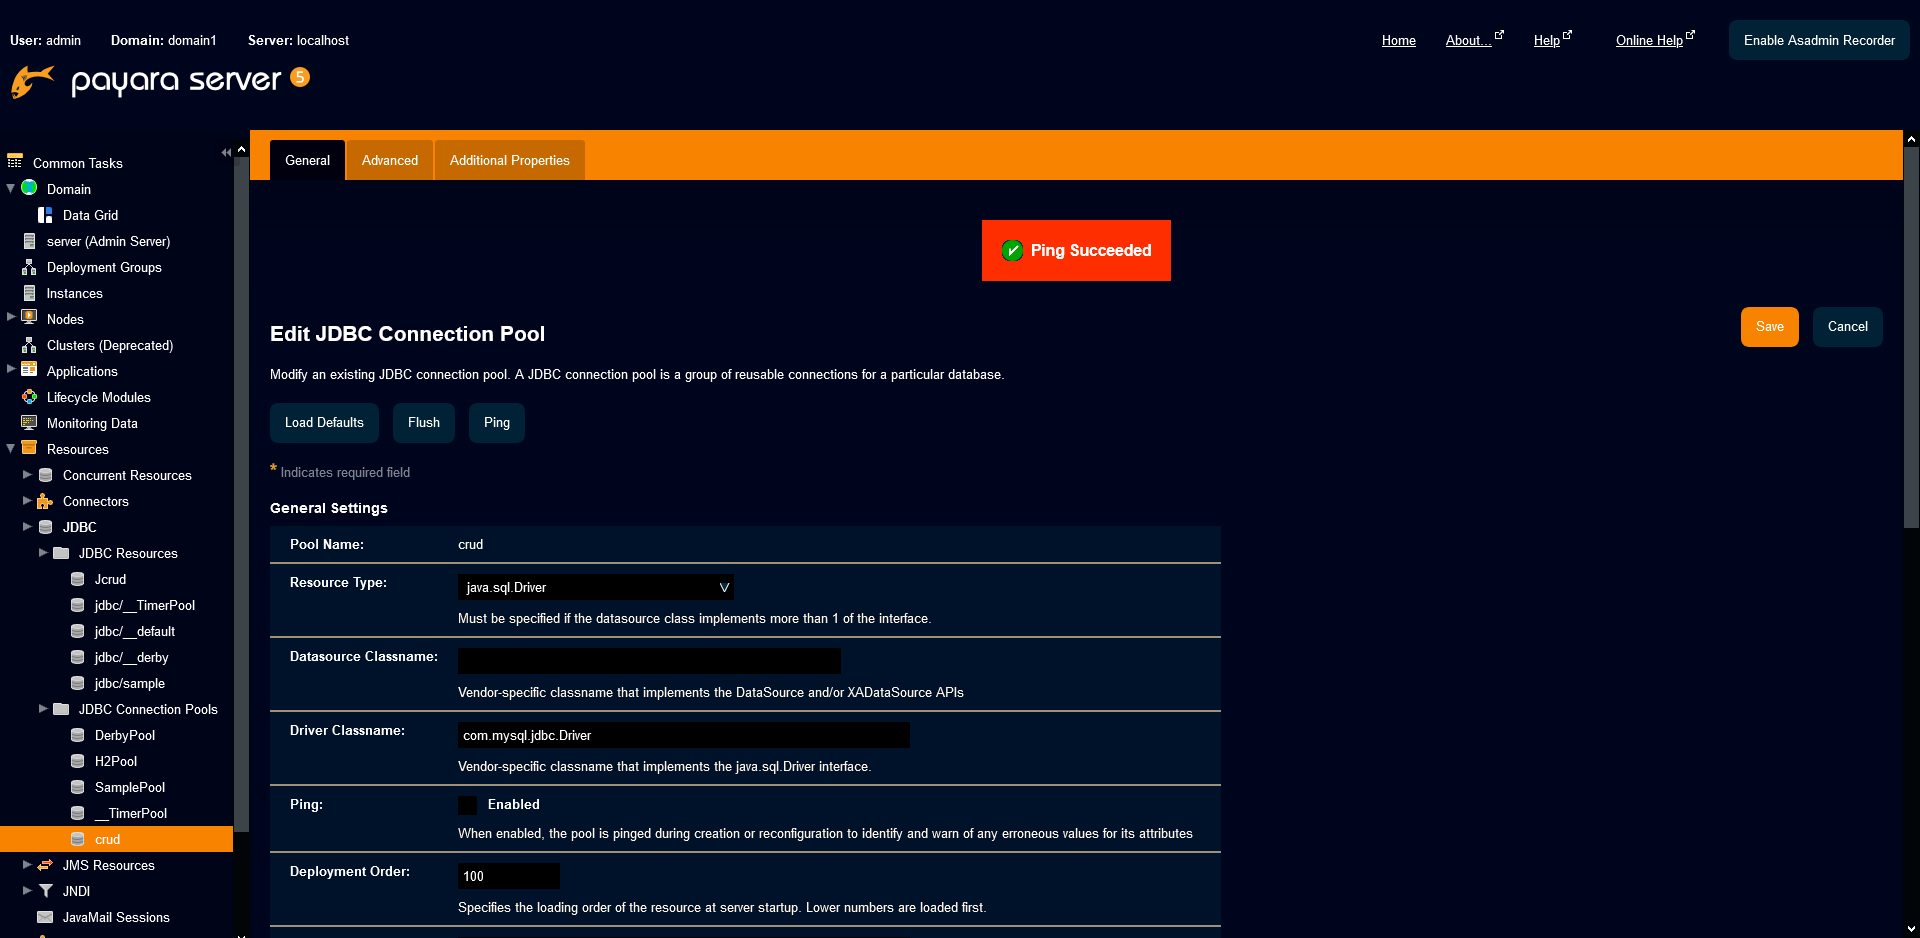 User: admin Domain: domain1 Server: localhost
Home About... Help Online Help Enable Asadmin Recorder
payara server 5
General Advanced Additional Properties
Common Tasks
Domain
Data Grid
server (Admin Server)
Deployment Groups
Instances
Nodes
Clusters (Deprecated)
Applications
Lifecycle Modules
Monitoring Data
Resources
Concurrent Resources
Connectors
JDBC
JDBC Resources
Jcrud
jdbc/__TimerPool
jdbc/__default
jdbc/__derby
jdbc/sample
JDBC Connection Pools
DerbyPool
H2Pool
SamplePool
__TimerPool
crud
JMS Resources
JNDI
JavaMail Sessions
Ping Succeeded
Edit JDBC Connection Pool
Save Cancel
Modify an existing JDBC connection pool. A JDBC connection pool is a group of reusable connections for a particular database.
Load Defaults Flush Ping
* Indicates required field
General Settings
Pool Name: crud
Resource Type: java.sql.Driver
Must be specified if the datasource class implements more than 1 of the interface.
Datasource Classname:
Vendor-specific classname that implements the DataSource and/or XADataSource APIs
Driver Classname: com.mysql.jdbc.Driver
Vendor-specific classname that implements the java.sql.Driver interface.
Ping: Enabled
When enabled, the pool is pinged during creation or reconfiguration to identify and warn of any erroneous values for its attributes
Deployment Order: 100
Specifies the loading order of the resource at server startup. Lower numbers are loaded first.